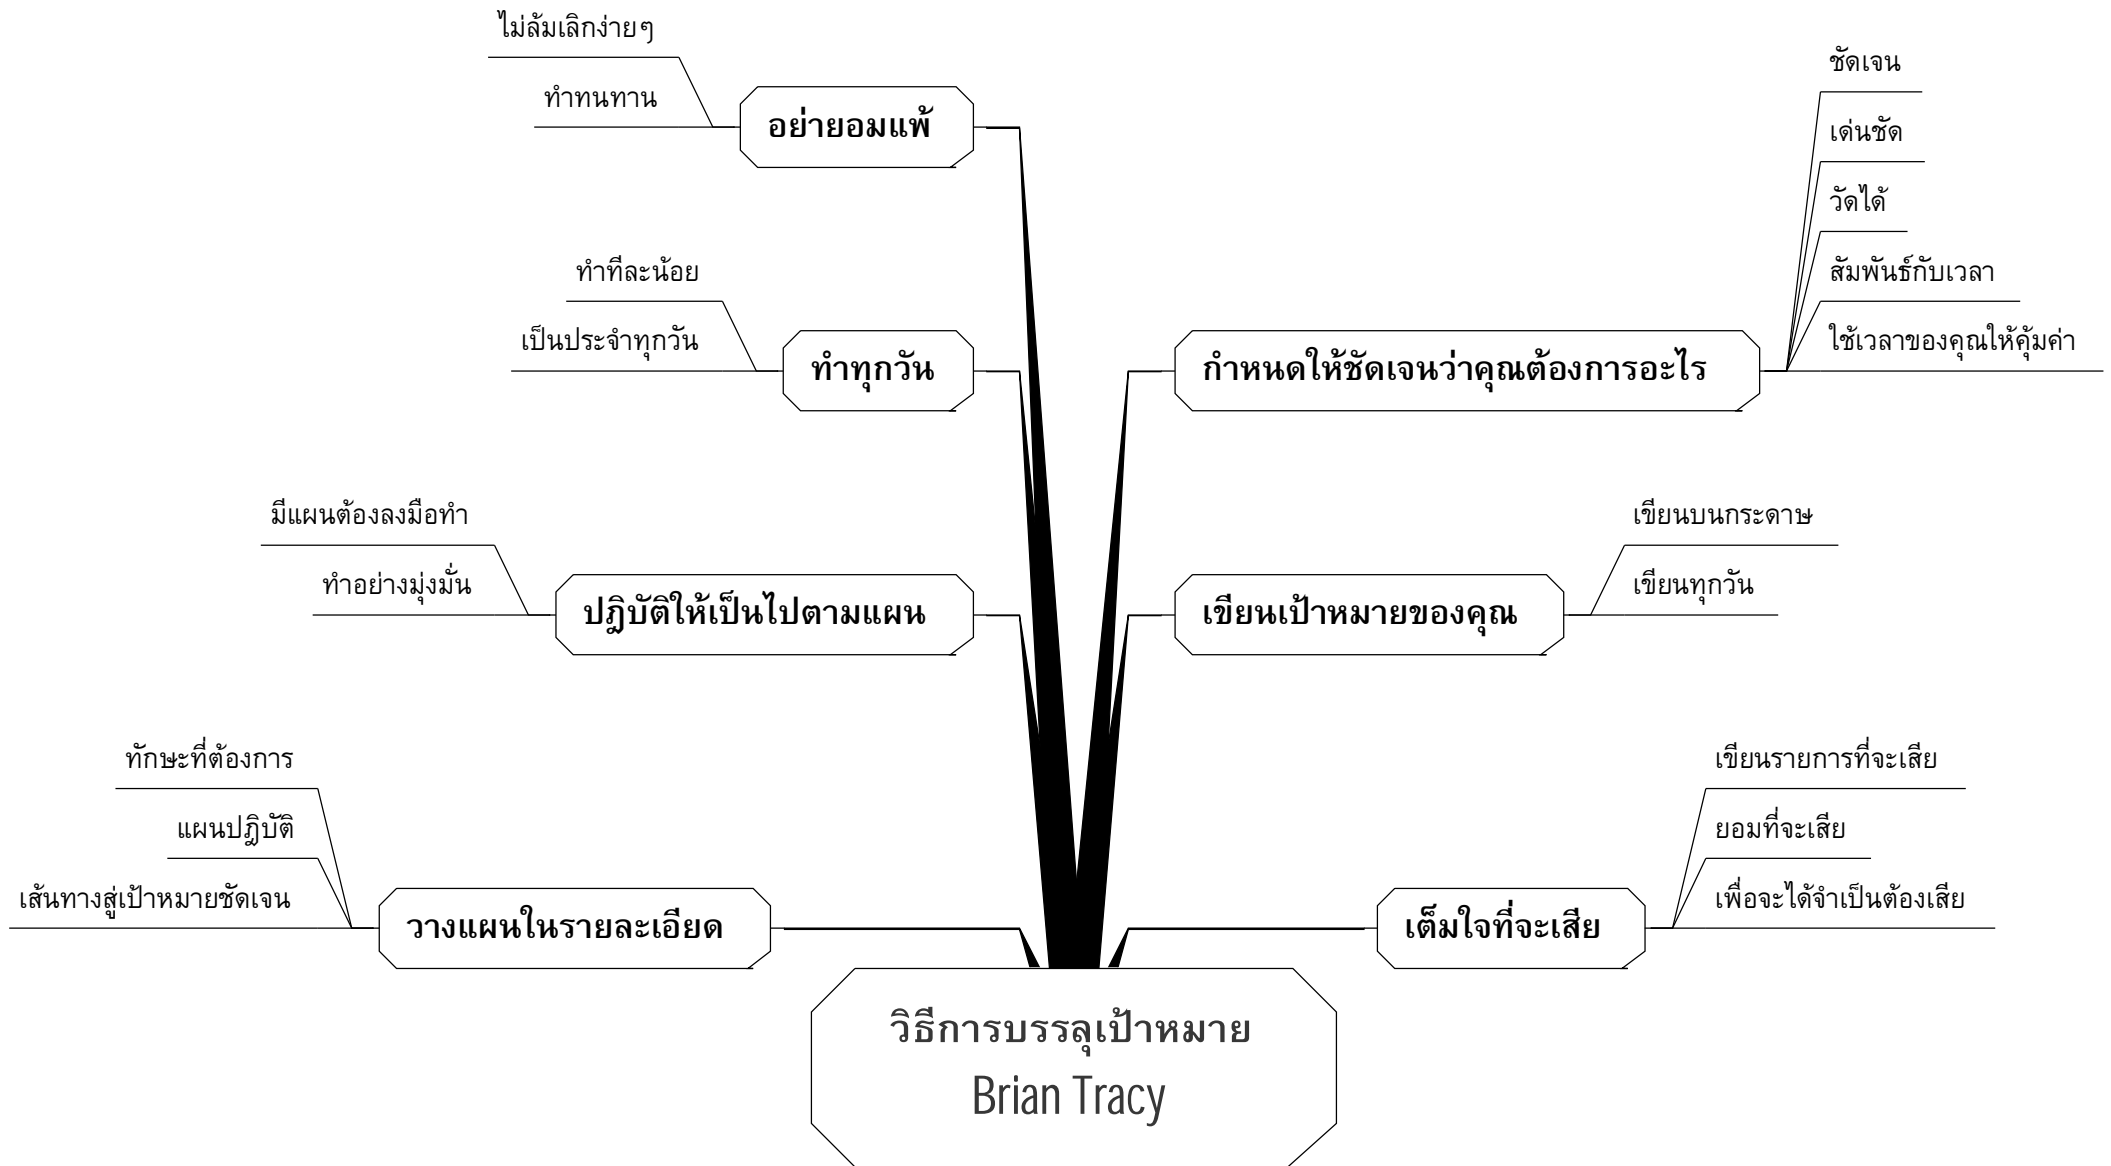 ไม่ล้มเลิกง่ายๆ
ทำทนทาน
อย่ายอมแพ้
ทำทีละน้อย
เป็นประจำทุกวัน
ทำทุกวัน
มีแผนต้องลงมือทำ
ทำอย่างมุ่งมั่น
ปฎิบัติให้เป็นไปตามแผน
ทักษะที่ต้องการ
แผนปฎิบัติ
เส้นทางสู่เป้าหมายชัดเจน
วางแผนในรายละเอียด
ชัดเจน
เด่นชัด
วัดได้
สัมพันธ์กับเวลา
ใช้เวลาของคุณให้คุ้มค่า
กำหนดให้ชัดเจนว่าคุณต้องการอะไร
เขียนบนกระดาษ
เขียนทุกวัน
เขียนเป้าหมายของคุณ
เขียนรายการที่จะเสีย
ยอมที่จะเสีย
เพื่อจะได้จำเป็นต้องเสีย
เต็มใจที่จะเสีย
วิธีการบรรลุเป้าหมาย
Brian Tracy